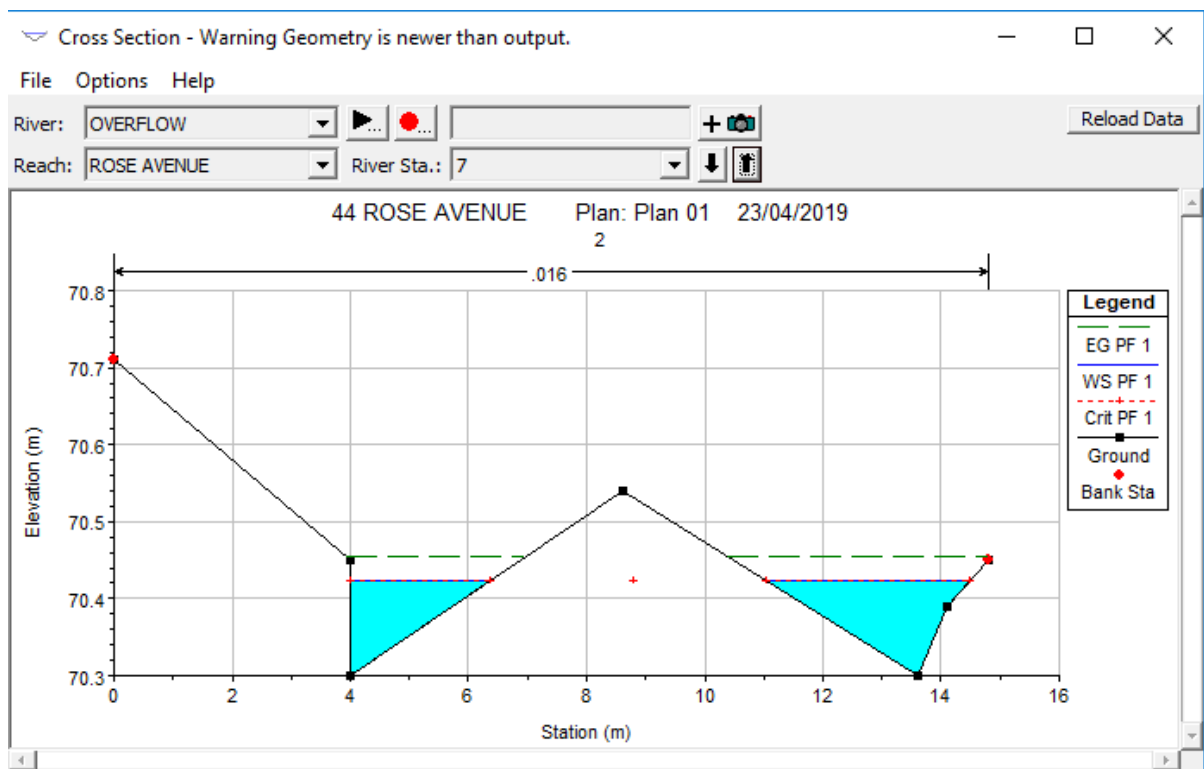 Cross Section - Warning Geometry is newer than output.
File Options Help
River: OVERFLOW ... ... + Reload Data
Reach: ROSE AVENUE River Sta.: 7
44 ROSE AVENUE Plan: Plan 01 23/04/2019
2
.016
70.8
70.7
70.6
70.5
70.4
70.3
0 2 4 6 8 10 12 14 16
Elevation (m)
Station (m)
Legend
EG PF 1
WS PF 1
Crit PF 1
Ground
Bank Sta